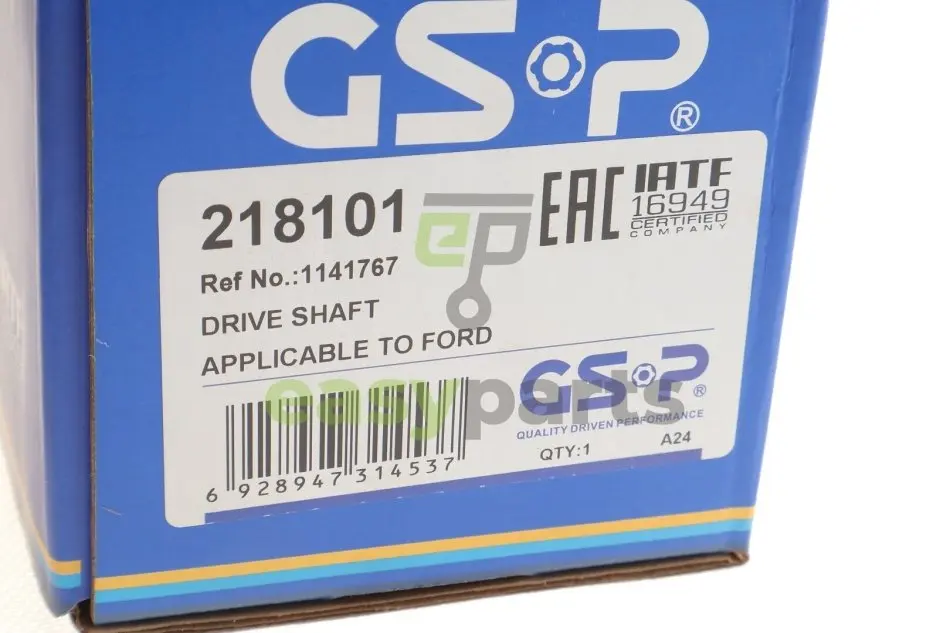 GSP®
218101
EAC
IATF
16949
CERTIFIED
COMPANY
ep
Ref No.:1141767
DRIVE SHAFT
APPLICABLE TO FORD
easyparts
GSP®
QUALITY DRIVEN PERFORMANCE
QTY:1 A24
6 928947 314537